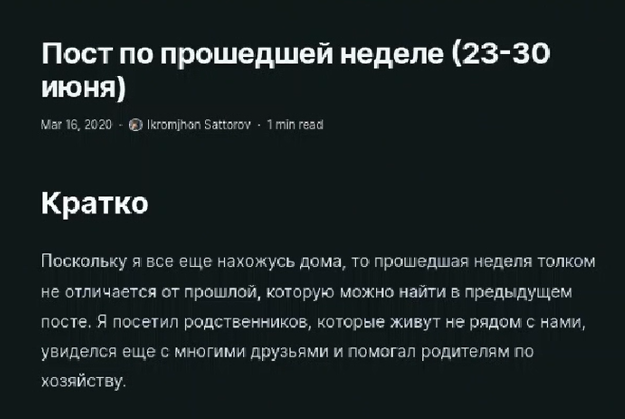 Пост по прошедшей неделе (23-30
июня)
Mar 16, 2020 · Ikromjhon Sattorov · 1 min read
Кратко
Поскольку я все еще нахожусь дома, то прошедшая неделя толком
не отличается от прошлой, которую можно найти в предыдущем
посте. Я посетил родственников, которые живут не рядом с нами,
увиделся еще с многими друзьями и помогал родителям по
хозяйству.